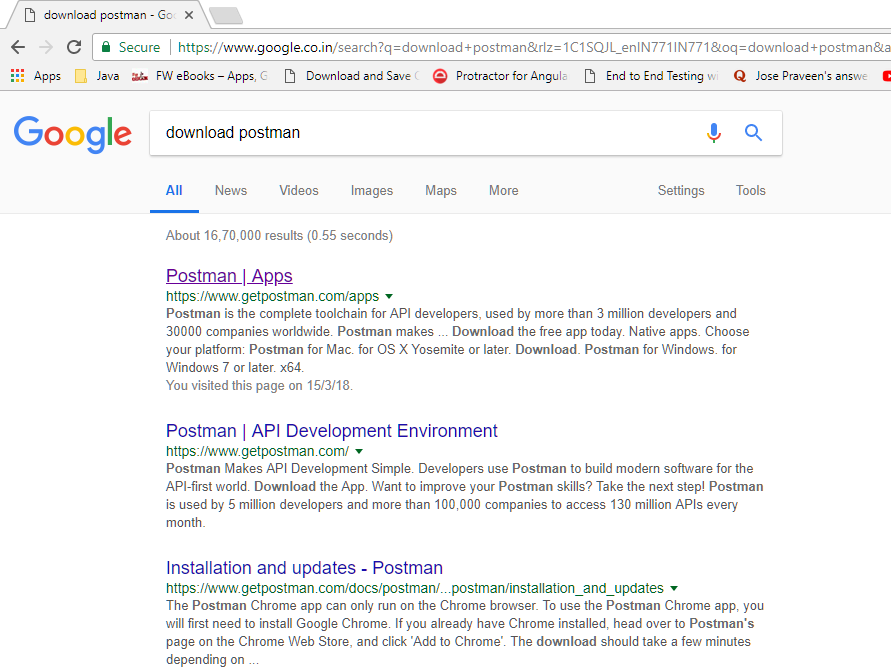 download postman - Goo
Secure https://www.google.co.in/search?q=download+postman&rlz=1C1SQJL_enIN771IN771&oq=download+postman&a
Apps Java FW eBooks – Apps, G Download and Save C Protractor for Angula End to End Testing wi Jose Praveen's answe
Google download postman
All News Videos Images Maps More Settings Tools
About 16,70,000 results (0.55 seconds)
Postman | Apps
https://www.getpostman.com/apps
Postman is the complete toolchain for API developers, used by more than 3 million developers and
30000 companies worldwide. Postman makes ... Download the free app today. Native apps. Choose
your platform: Postman for Mac. for OS X Yosemite or later. Download. Postman for Windows. for
Windows 7 or later. x64.
You visited this page on 15/3/18.
Postman | API Development Environment
https://www.getpostman.com/
Postman Makes API Development Simple. Developers use Postman to build modern software for the
API-first world. Download the App. Want to improve your Postman skills? Take the next step! Postman
is used by 5 million developers and more than 100,000 companies to access 130 million APIs every
month.
Installation and updates - Postman
https://www.getpostman.com/docs/postman/...postman/installation_and_updates
The Postman Chrome app can only run on the Chrome browser. To use the Postman Chrome app, you
will first need to install Google Chrome. If you already have Chrome installed, head over to Postman's
page on the Chrome Web Store, and click 'Add to Chrome'. The download should take a few minutes
depending on ...